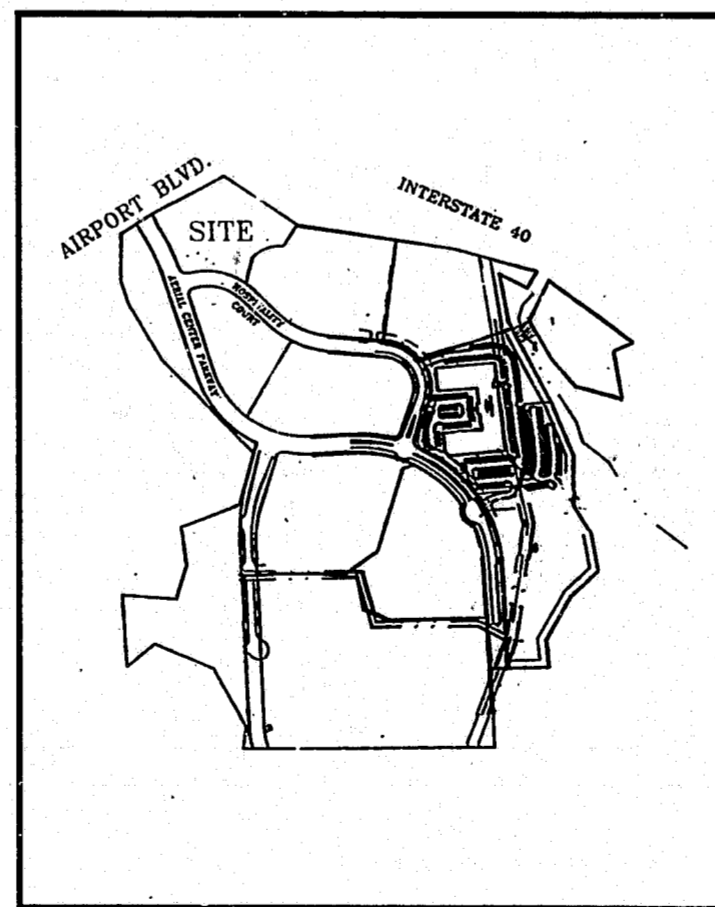 AIRPORT BLVD.
INTERSTATE 40
SITE
HOSPITALITY
COURT
AERIAL CENTER PARKWAY